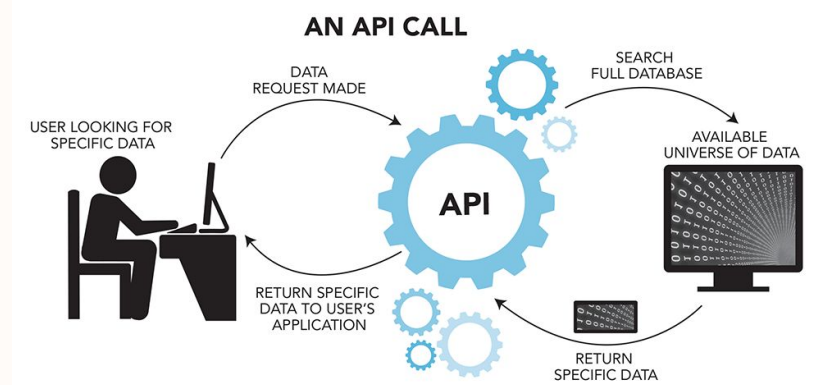 AN API CALL
DATA
REQUEST MADE
SEARCH
FULL DATABASE
USER LOOKING FOR
SPECIFIC DATA
AVAILABLE
UNIVERSE OF DATA
API
RETURN SPECIFIC
DATA TO USER'S
APPLICATION
RETURN
SPECIFIC DATA